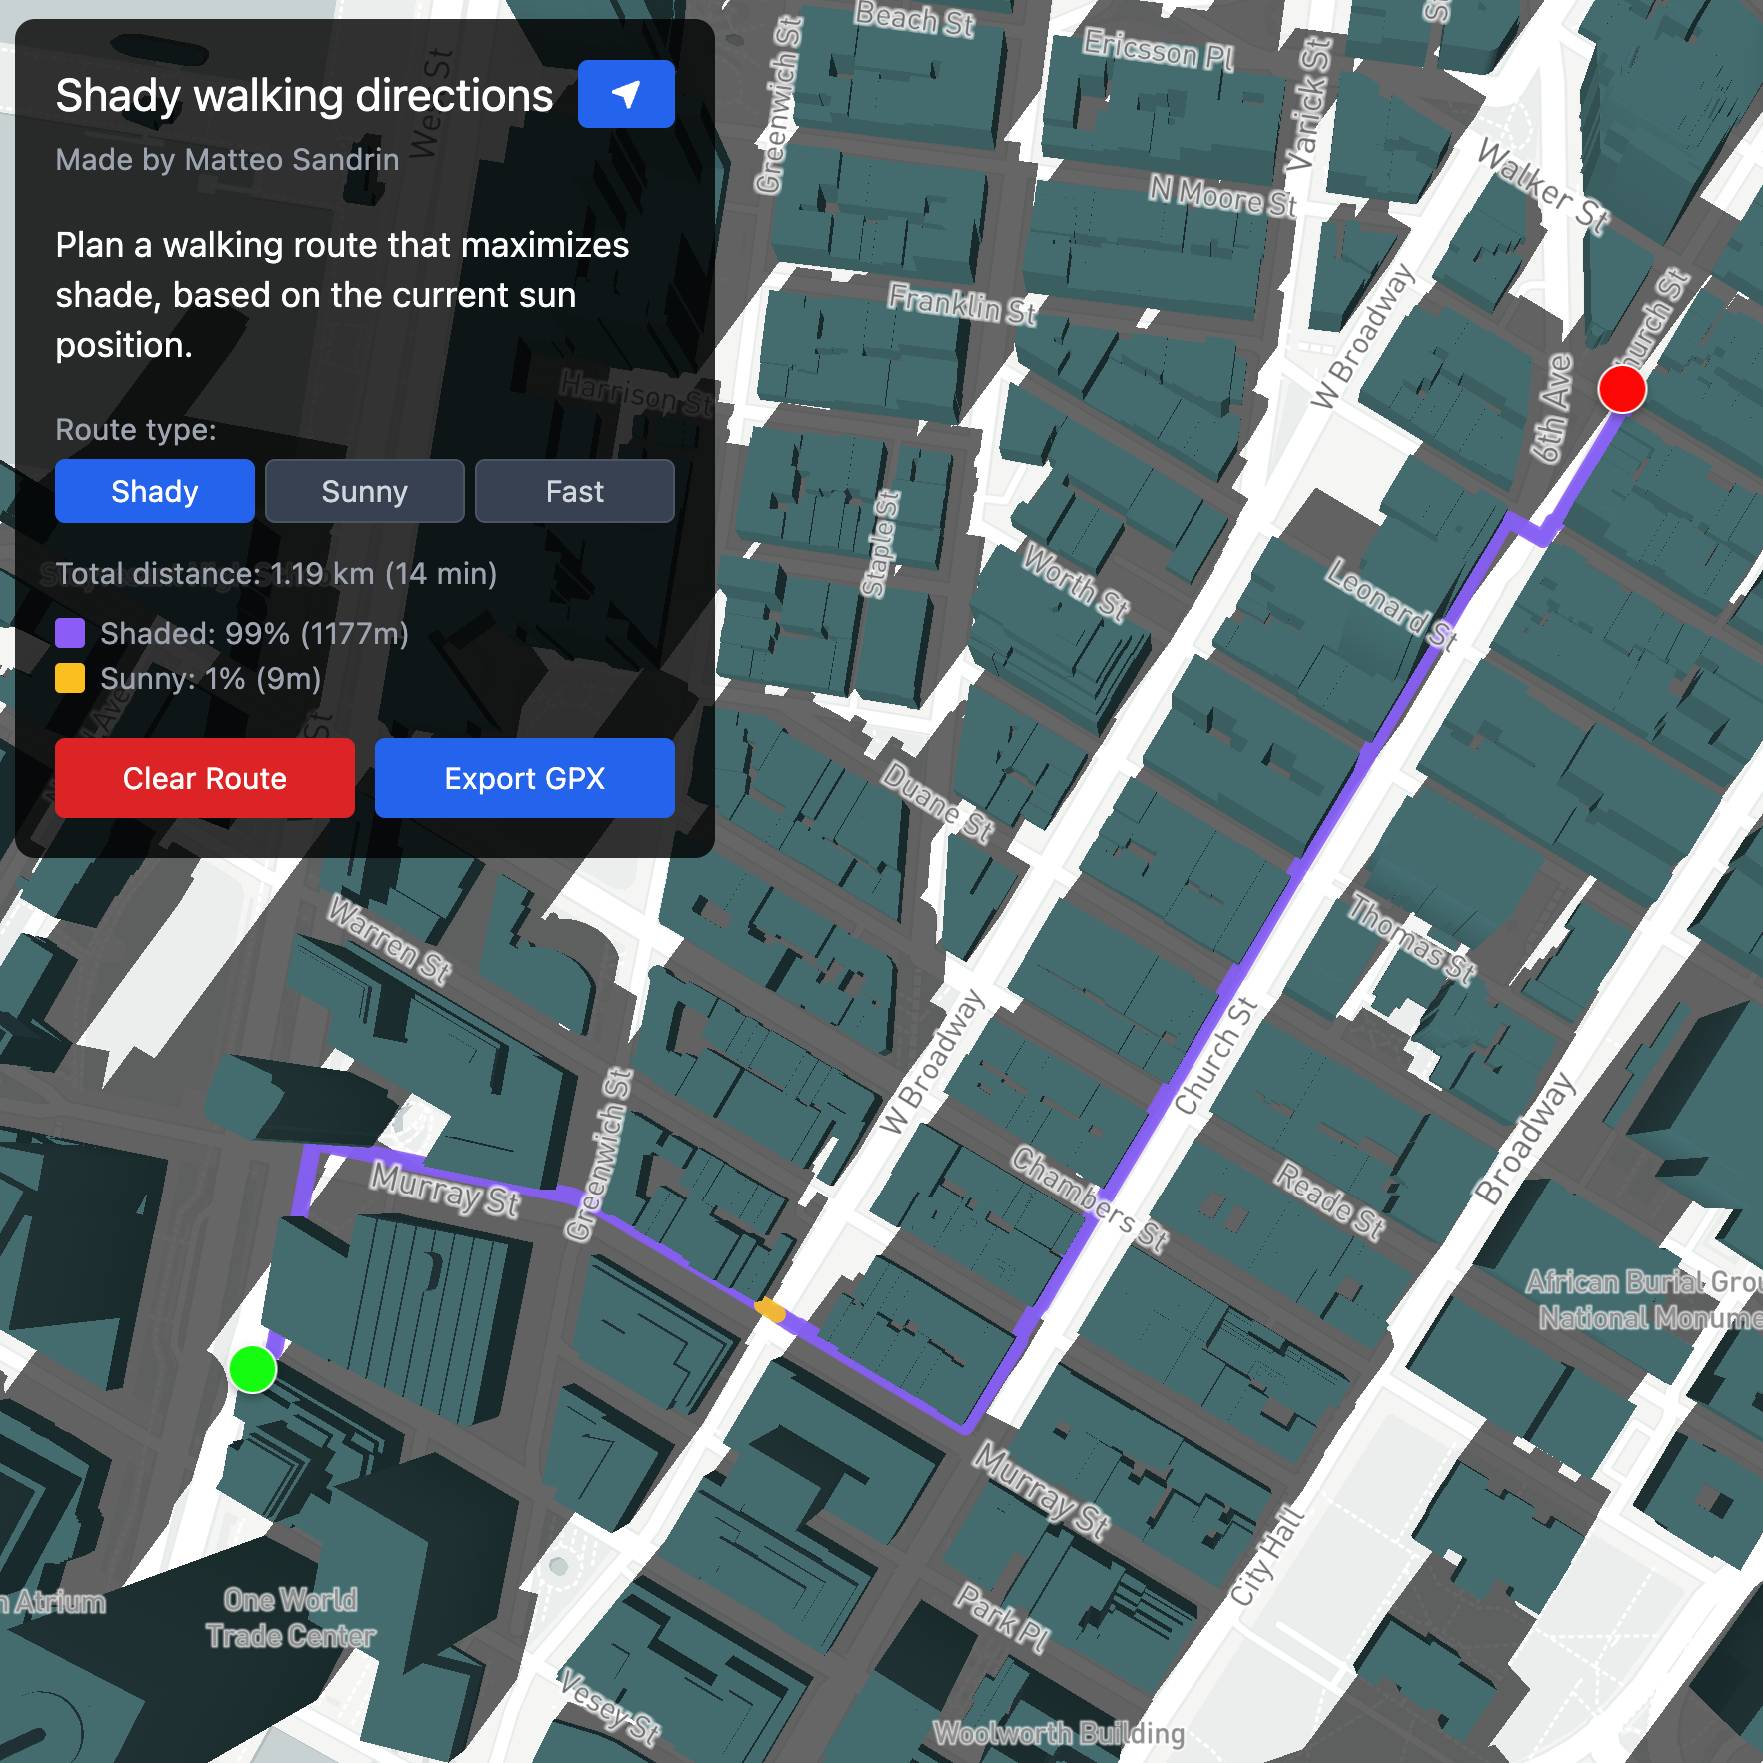 Shady walking directions
Made by Matteo Sandrin
Plan a walking route that maximizes
shade, based on the current sun
position.
Route type:
Shady
Sunny
Fast
Total distance: 1.19 km (14 min)
Shaded: 99% (1177m)
Sunny: 1% (9m)
Clear Route
Export GPX
Beach St
Ericsson Pl
Greenwich St
Varick St
Walker St
N Moore St
Franklin St
W Broadway
Church St
6th Ave
Harrison St
Staple St
Worth St
Leonard St
Duane St
Warren St
Thomas St
W Broadway
Church St
Broadway
Greenwich St
Murray St
Chambers St
Reade St
African Burial Grou
National Monume
Murray St
City Hall
Park Pl
n Atrium
One World
Trade Center
Vesey St
Woolworth Building